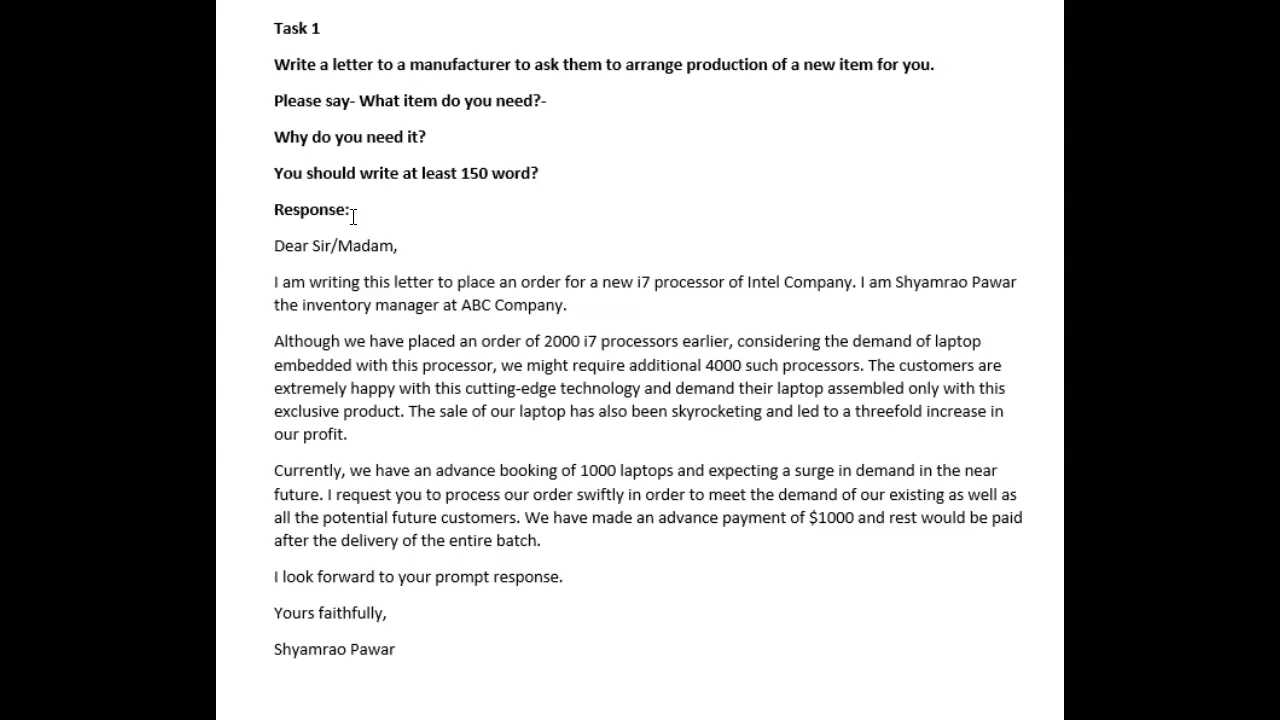 Task 1
Write a letter to a manufacturer to ask them to arrange production of a new item for you.
Please say- What item do you need?-
Why do you need it?
You should write at least 150 word?
Response:
Dear Sir/Madam,
I am writing this letter to place an order for a new i7 processor of Intel Company. I am Shyamrao Pawar
the inventory manager at ABC Company.
Although we have placed an order of 2000 i7 processors earlier, considering the demand of laptop
embedded with this processor, we might require additional 4000 such processors. The customers are
extremely happy with this cutting-edge technology and demand their laptop assembled only with this
exclusive product. The sale of our laptop has also been skyrocketing and led to a threefold increase in
our profit.
Currently, we have an advance booking of 1000 laptops and expecting a surge in demand in the near
future. I request you to process our order swiftly in order to meet the demand of our existing as well as
all the potential future customers. We have made an advance payment of $1000 and rest would be paid
after the delivery of the entire batch.
I look forward to your prompt response.
Yours faithfully,
Shyamrao Pawar